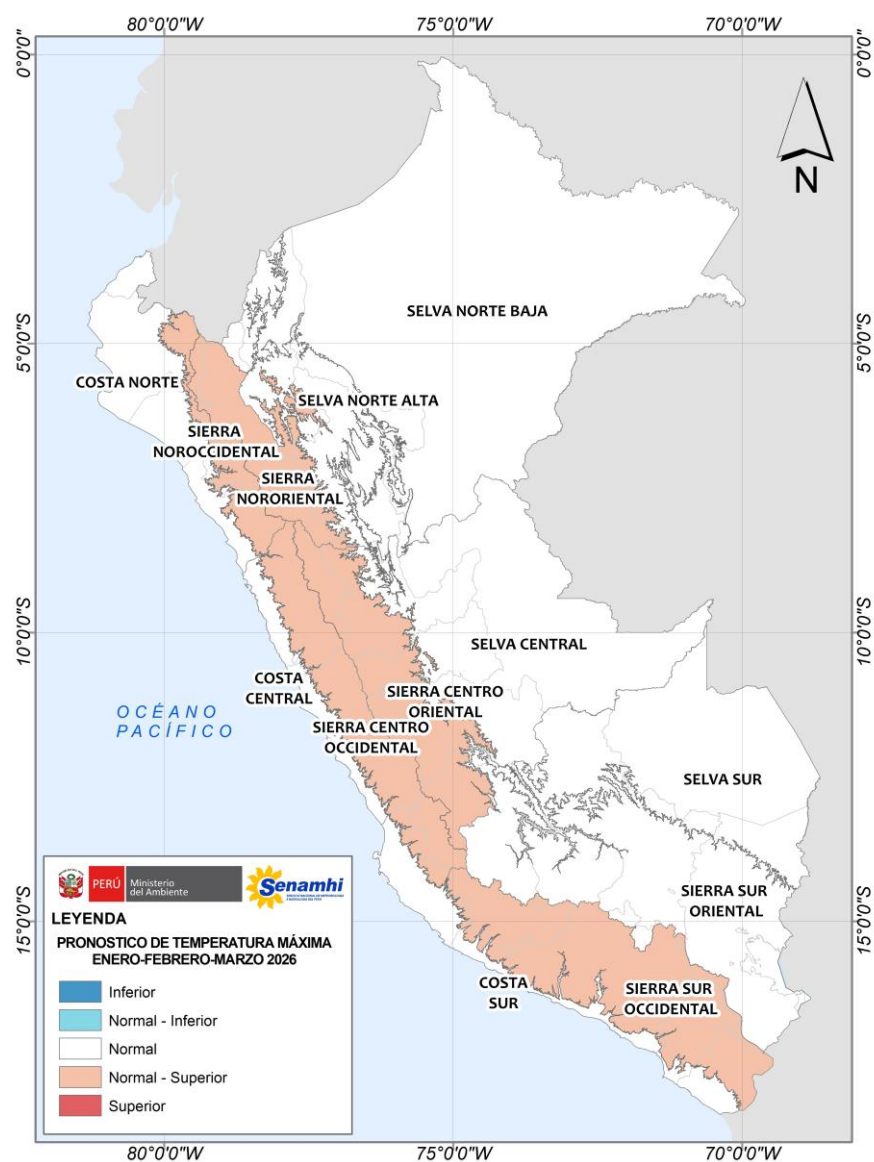 80°0'0"W
75°0'0"W
70°0'0"W
0°0'0"
0°0'0"
N
SELVA NORTE BAJA
5°0'0"S
5°0'0"S
COSTA NORTE
SELVA NORTE ALTA
SIERRA
NOROCCIDENTAL
SIERRA
NORORIENTAL
10°0'0"S
10°0'0"S
SELVA CENTRAL
COSTA
CENTRAL
SIERRA CENTRO
ORIENTAL
OCÉANO
PACÍFICO
SIERRA CENTRO
OCCIDENTAL
SELVA SUR
SIERRA SUR
ORIENTAL
15°0'0"S
15°0'0"S
COSTA
SUR
SIERRA SUR
OCCIDENTAL
PERÚ
Ministerio
del Ambiente
Senamhi
LEYENDA
PRONOSTICO DE TEMPERATURA MÁXIMA
ENERO-FEBRERO-MARZO 2026
Inferior
Normal - Inferior
Normal
Normal - Superior
Superior
80°0'0"W
75°0'0"W
70°0'0"W